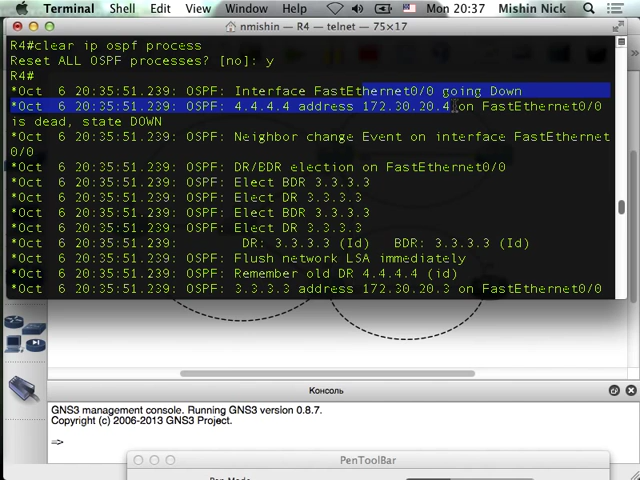 Terminal Shell Edit View Window Help Mon 20:37 Mishin Nick
nmishin — R4 — telnet — 75×17
R4#clear ip ospf process
Reset ALL OSPF processes? [no]: y
R4#
*Oct  6 20:35:51.239: OSPF: Interface FastEthernet0/0 going Down
*Oct  6 20:35:51.239: OSPF: 4.4.4.4 address 172.30.20.4 on FastEthernet0/0
is dead, state DOWN
*Oct  6 20:35:51.239: OSPF: Neighbor change Event on interface FastEthernet
0/0
*Oct  6 20:35:51.239: OSPF: DR/BDR election on FastEthernet0/0
*Oct  6 20:35:51.239: OSPF: Elect BDR 3.3.3.3
*Oct  6 20:35:51.239: OSPF: Elect DR 3.3.3.3
*Oct  6 20:35:51.239: OSPF: Elect BDR 3.3.3.3
*Oct  6 20:35:51.239: OSPF: Elect DR 3.3.3.3
*Oct  6 20:35:51.239:        DR: 3.3.3.3 (Id)   BDR: 3.3.3.3 (Id)
*Oct  6 20:35:51.239: OSPF: Flush network LSA immediately
*Oct  6 20:35:51.239: OSPF: Remember old DR 4.4.4.4 (id)
*Oct  6 20:35:51.239: OSPF: 3.3.3.3 address 172.30.20.3 on FastEthernet0/0
Консоль
GNS3 management console. Running GNS3 version 0.8.7.
Copyright (c) 2006-2013 GNS3 Project.
=>
PenToolBar